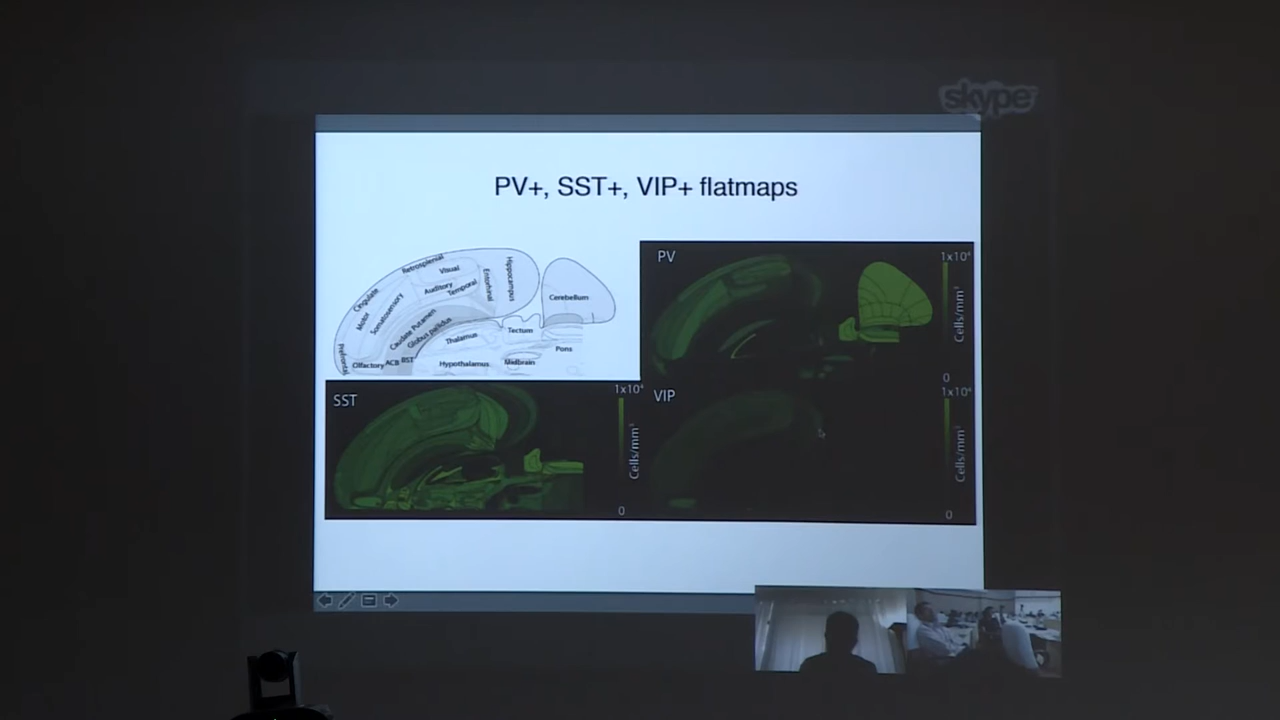 skype
PV+, SST+, VIP+ flatmaps
Retrosplenial
Visual
Auditory
Temporal
Entorhinal
Hippocampus
Cingulate
Motor
Somatosensory
Caudate Putamen
Globus pallidus
Prefrontal
Olfactory
ACB
BST
Thalamus
Hypothalamus
Tectum
Midbrain
Cerebellum
Pons
PV
1x10⁴
Cells/mm³
0
SST
1x10⁴
Cells/mm³
0
VIP
1x10⁴
Cells/mm³
0